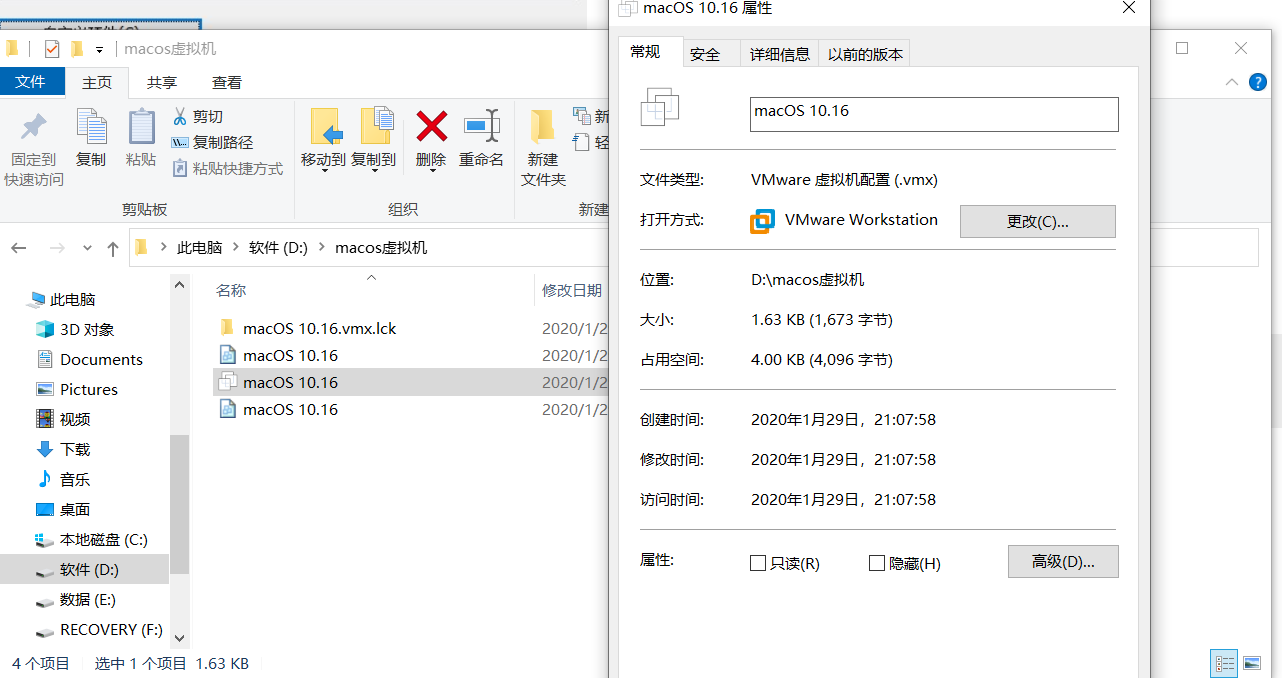 macOS 10.16 属性
macos虚拟机
文件
主页
共享
查看
常规
安全
详细信息
以前的版本
固定到
快速访问
复制
粘贴
剪切
复制路径
粘贴快捷方式
剪贴板
移动到
复制到
删除
重命名
组织
新建
文件夹
新
轻
新建
macOS 10.16
文件类型:
VMware 虚拟机配置 (.vmx)
打开方式:
VMware Workstation
更改(C)...
此电脑
软件 (D:)
macos虚拟机
名称
修改日期
macOS 10.16.vmx.lck
2020/1/2
macOS 10.16
2020/1/2
macOS 10.16
2020/1/2
macOS 10.16
2020/1/2
此电脑
3D 对象
Documents
Pictures
视频
下载
音乐
桌面
本地磁盘 (C:)
软件 (D:)
数据 (E:)
RECOVERY (F:)
4 个项目
选中 1 个项目 1.63 KB
位置:
D:\macos虚拟机
大小:
1.63 KB (1,673 字节)
占用空间:
4.00 KB (4,096 字节)
创建时间:
2020年1月29日，21:07:58
修改时间:
2020年1月29日，21:07:58
访问时间:
2020年1月29日，21:07:58
属性:
只读(R)
隐藏(H)
高级(D)...